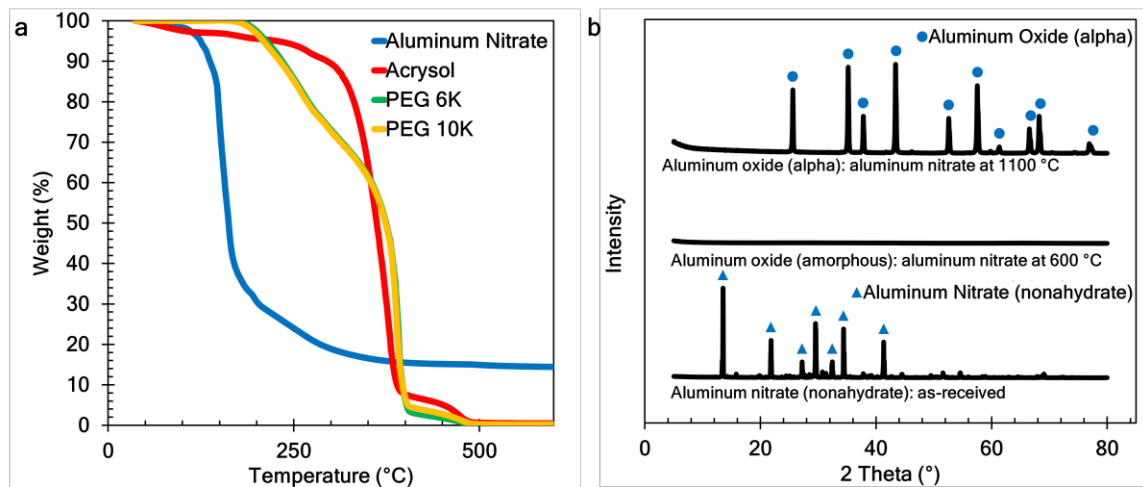 a
100
90
80
70
60
50
40
30
20
10
0
Weight (%)
Aluminum Nitrate
Acrysol
PEG 6K
PEG 10K
0
250
500
Temperature (°C)
b
Aluminum Oxide (alpha)
Aluminum oxide (alpha): aluminum nitrate at 1100 °C
Intensity
Aluminum oxide (amorphous): aluminum nitrate at 600 °C
Aluminum Nitrate (nonahydrate)
Aluminum nitrate (nonahydrate): as-received
0
20
40
60
80
2 Theta (°)